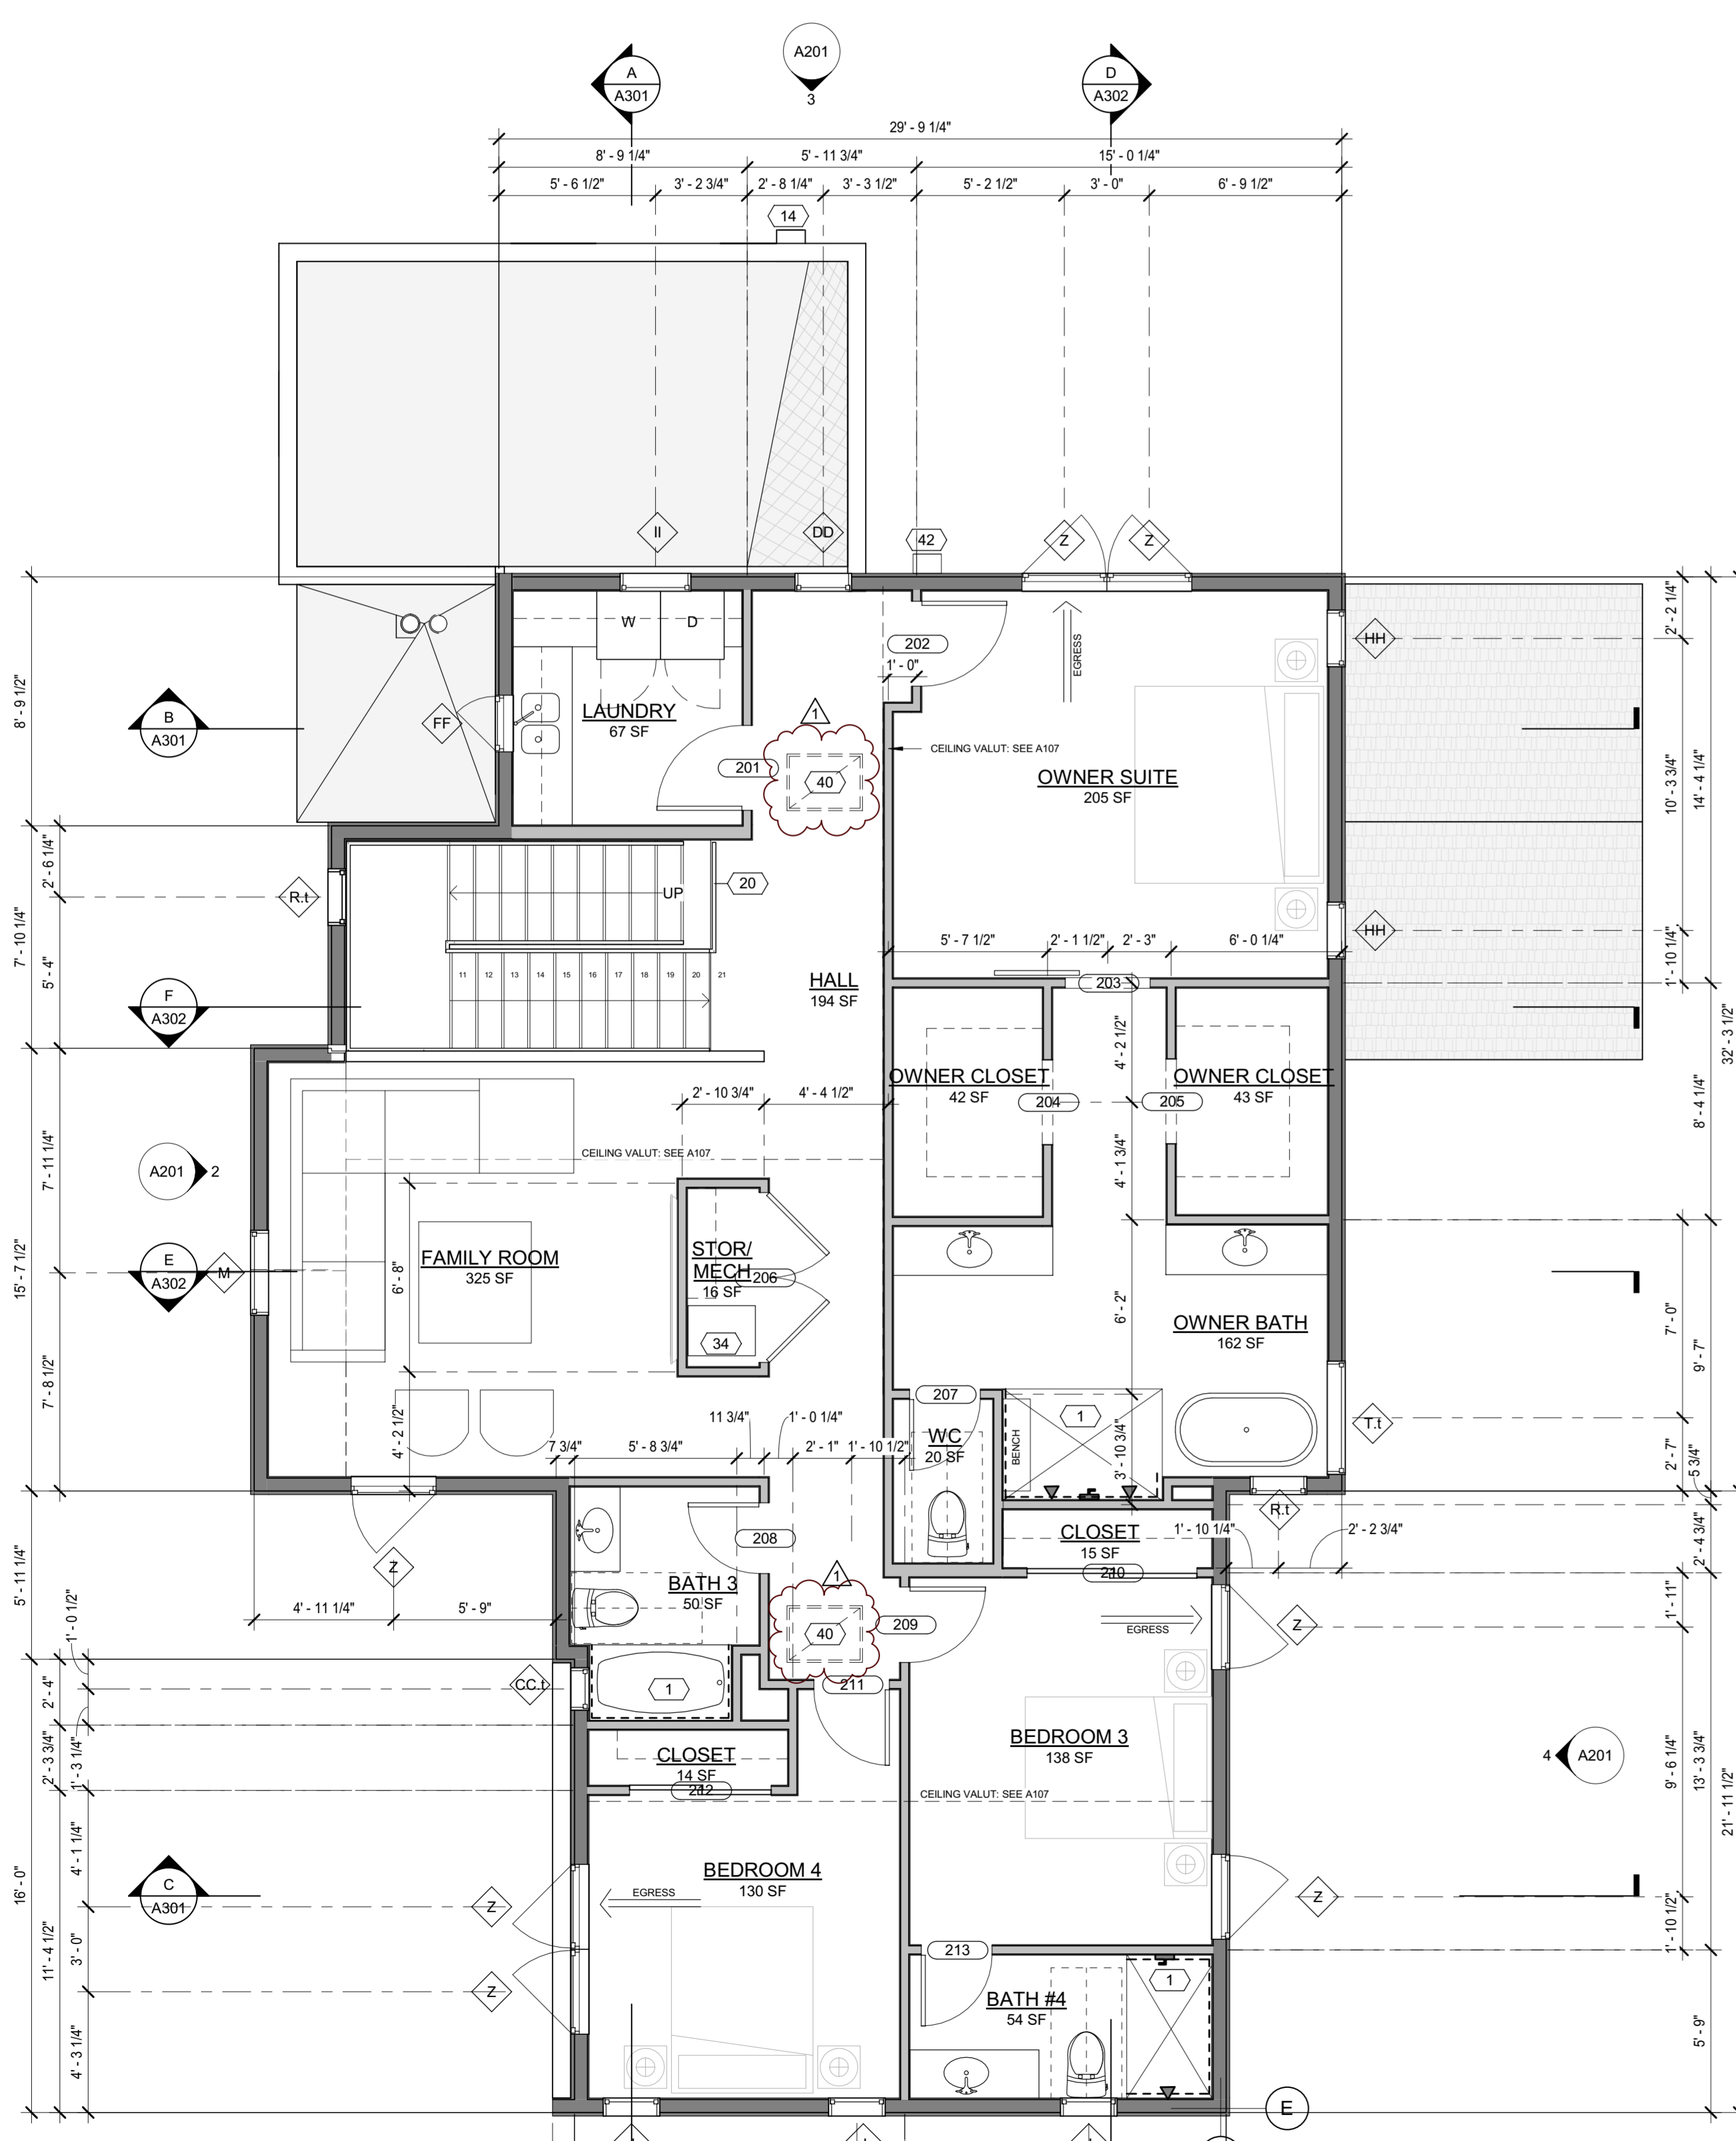 A201
3
A
A301
D
A302
29' - 9 1/4"
8' - 9 1/4"
5' - 11 3/4"
15' - 0 1/4"
5' - 6 1/2"
3' - 2 3/4"
2' - 8 1/4"
3' - 3 1/2"
5' - 2 1/2"
3' - 0"
6' - 9 1/2"
14
II
DD
42
Z
Z
W
D
202
1' - 0"
EGRESS
HH
2' - 2 1/4"
8' - 9 1/2"
B
A301
FF
LAUNDRY
67 SF
1
201
40
CEILING VALUT: SEE A107
OWNER SUITE
205 SF
10' - 3 3/4"
14' - 4 1/4"
2' - 6 1/4"
R.t
UP
20
HH
7' - 10 1/4"
5' - 4"
5' - 7 1/2"
2' - 1 1/2"
2' - 3"
6' - 0 1/4"
1' - 10 1/4"
11
12
13
14
15
16
17
18
19
20
21
HALL
194 SF
203
F
A302
4' - 2 1/2"
32' - 3 1/2"
OWNER CLOSET
42 SF
204
205
OWNER CLOSET
43 SF
2' - 10 3/4"
4' - 4 1/2"
8' - 4 1/4"
7' - 11 1/4"
A201
2
CEILING VALUT: SEE A107
4' - 1 3/4"
15' - 7 1/2"
E
A302
M
FAMILY ROOM
325 SF
6' - 8"
STOR/
MECH
16 SF
206
34
6' - 2"
OWNER BATH
162 SF
7' - 0"
9' - 7"
7' - 8 1/2"
4' - 2 1/2"
7 3/4"
5' - 8 3/4"
11 3/4"
1' - 0 1/4"
2' - 1"
1' - 10 1/2"
207
WC
20 SF
BENCH
1
3' - 10 3/4"
T.t
2' - 7"
5 3/4"
Z
208
CLOSET
15 SF
210
1' - 10 1/4"
R.t
2' - 2 3/4"
2' - 4 3/4"
5' - 11 1/4"
4' - 11 1/4"
5' - 9"
BATH 3
50 SF
1
40
209
EGRESS
Z
1' - 11"
1' - 0 1/2"
2' - 4"
CC.t
1
211
2' - 3 3/4"
1' - 3 1/4"
CLOSET
14 SF
212
BEDROOM 3
138 SF
4
A201
CEILING VALUT: SEE A107
9' - 6 1/4"
13' - 3 3/4"
21' - 11 1/2"
16' - 0"
4' - 1 1/4"
C
A301
Z
BEDROOM 4
130 SF
EGRESS
Z
1' - 10 1/2"
11' - 4 1/2"
3' - 0"
Z
213
BATH #4
54 SF
1
4' - 3 1/4"
5' - 9"
E